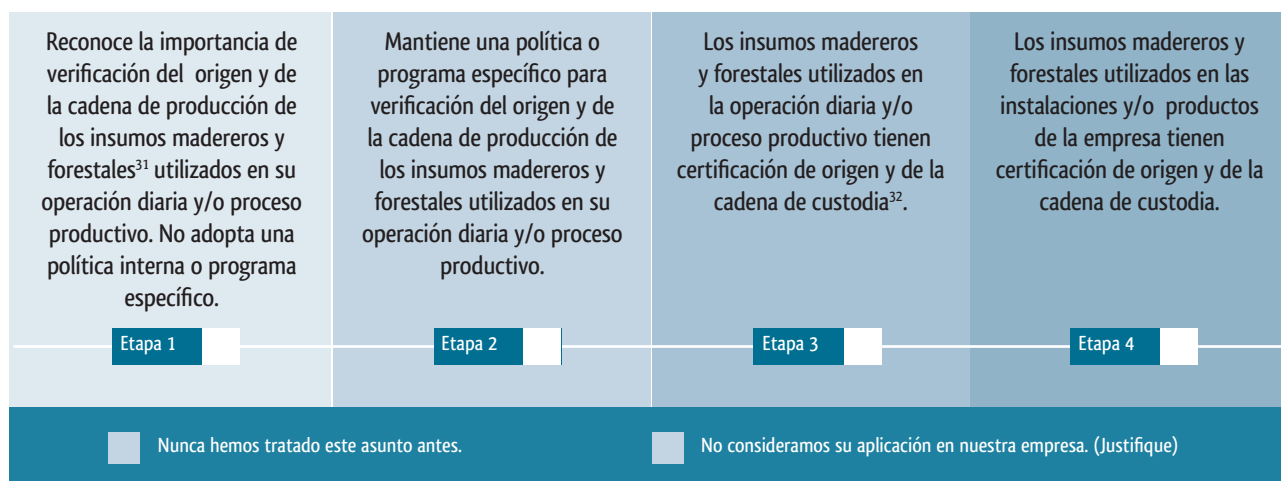 Reconoce la importancia de
verificación del origen y de
la cadena de producción de
los insumos madereros y
forestales³¹ utilizados en su
operación diaria y/o proceso
productivo. No adopta una
política interna o programa
específico.
Etapa 1
Mantiene una política o
programa específico para
verificación del origen y de
la cadena de producción de
los insumos madereros y
forestales utilizados en su
operación diaria y/o proceso
productivo.
Etapa 2
Los insumos madereros
y forestales utilizados en
la operación diaria y/o
proceso productivo tienen
certificación de origen y de la
cadena de custodia³².
Etapa 3
Los insumos madereros y
forestales utilizados en las
instalaciones y/o productos
de la empresa tienen
certificación de origen y de la
cadena de custodia.
Etapa 4
Nunca hemos tratado este asunto antes.
No consideramos su aplicación en nuestra empresa. (Justifique)